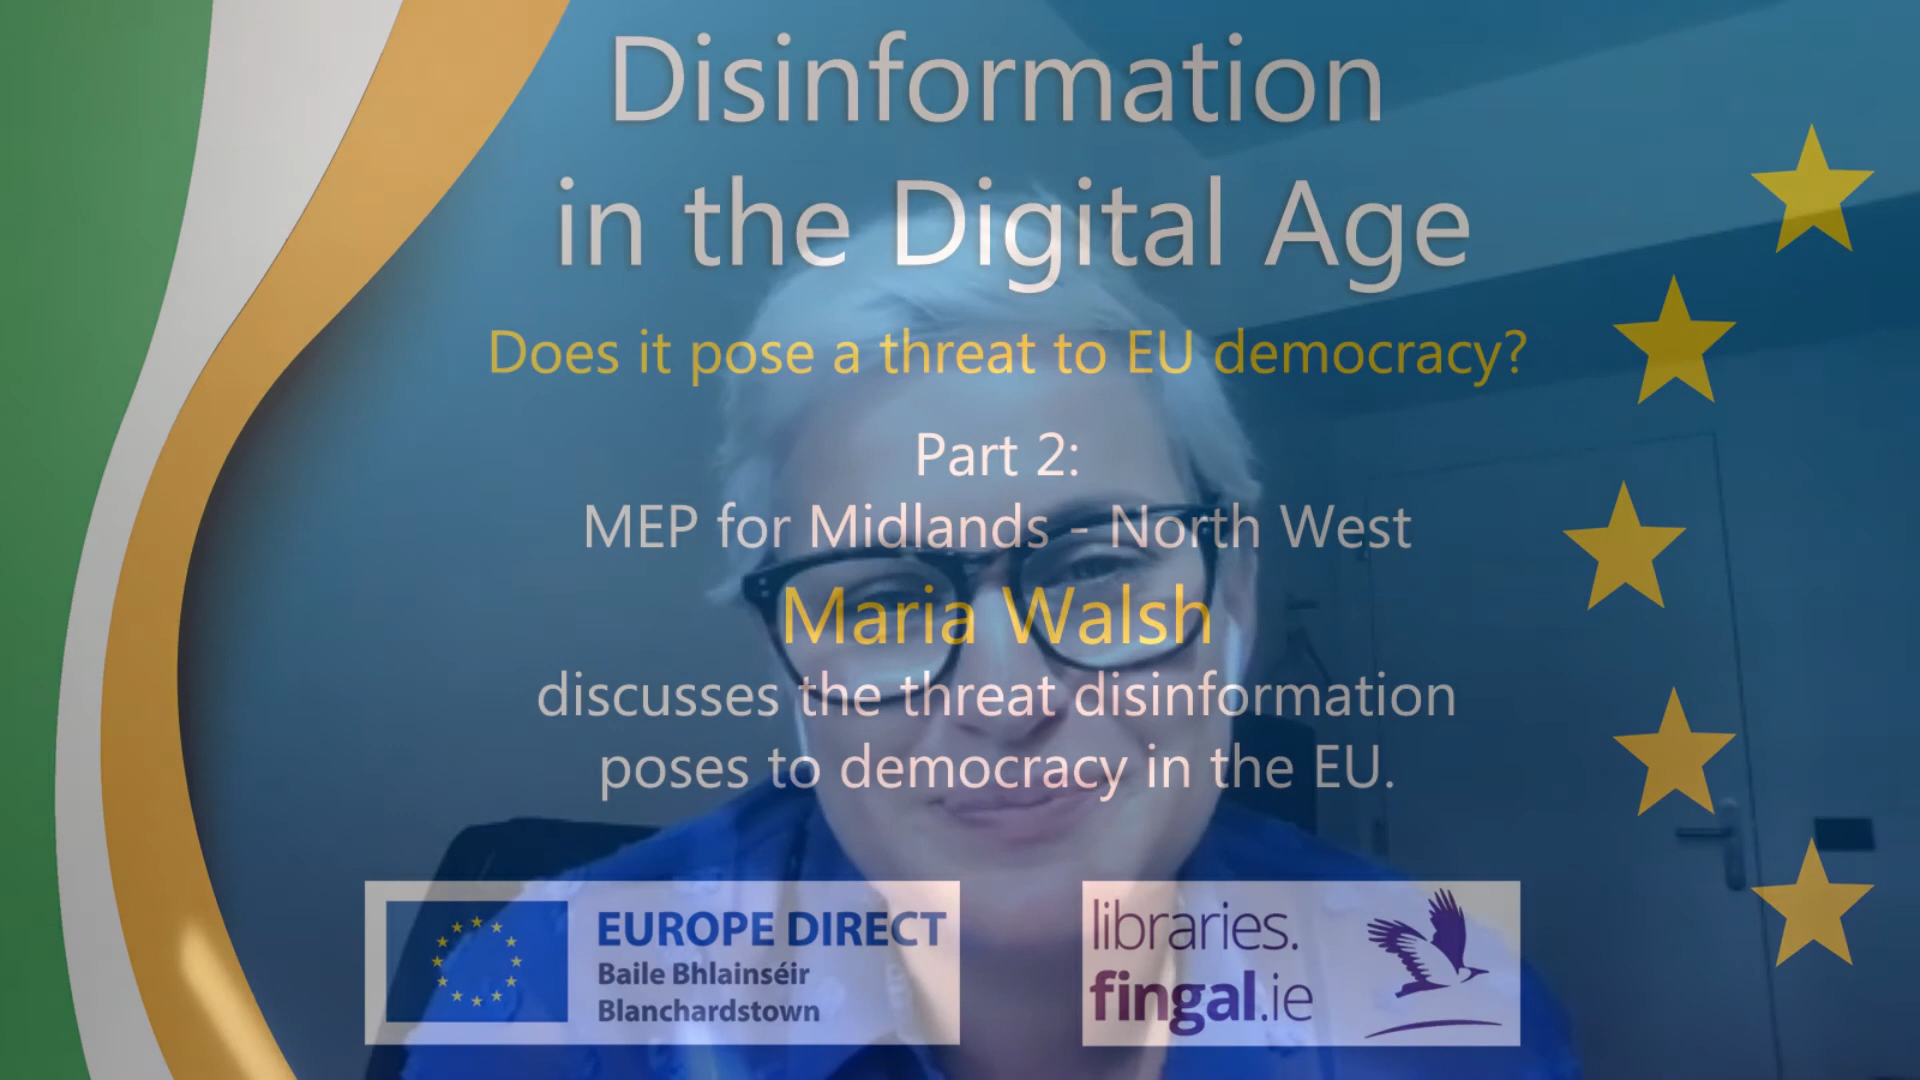 Disinformation
in the Digital Age
Does it pose a threat to EU democracy?
Part 2:
MEP for Midlands - North West
Maria Walsh
discusses the threat disinformation
poses to democracy in the EU.
EUROPE DIRECT
Baile Bhlainséir
Blanchardstown
libraries.
fingal.ie